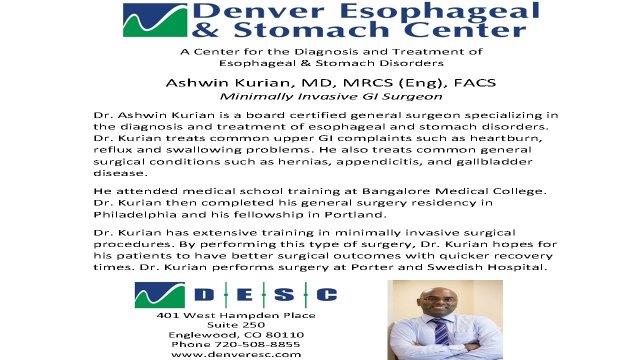 Denver Esophageal
& Stomach Center
A Center for the Diagnosis and Treatment of
Esophageal & Stomach Disorders
Ashwin Kurian, MD, MRCS (Eng), FACS
Minimally Invasive GI Surgeon
Dr. Ashwin Kurian is a board certified general surgeon specializing in
the diagnosis and treatment of esophageal and stomach disorders.
Dr. Kurian treats common upper GI complaints such as heartburn,
reflux and swallowing problems. He also treats common general
surgical conditions such as hernias, appendicitis, and gallbladder
disease.
He attended medical school training at Bangalore Medical College.
Dr. Kurian then completed his general surgery residency in
Philadelphia and his fellowship in Portland.
Dr. Kurian has extensive training in minimally invasive surgical
procedures. By performing this type of surgery, Dr. Kurian hopes for
his patients to have better surgical outcomes with quicker recovery
times. Dr. Kurian performs surgery at Porter and Swedish Hospital.
D E S C
401 West Hampden Place
Suite 250
Englewood, CO 80110
Phone 720-508-8855
www.denveresc.com